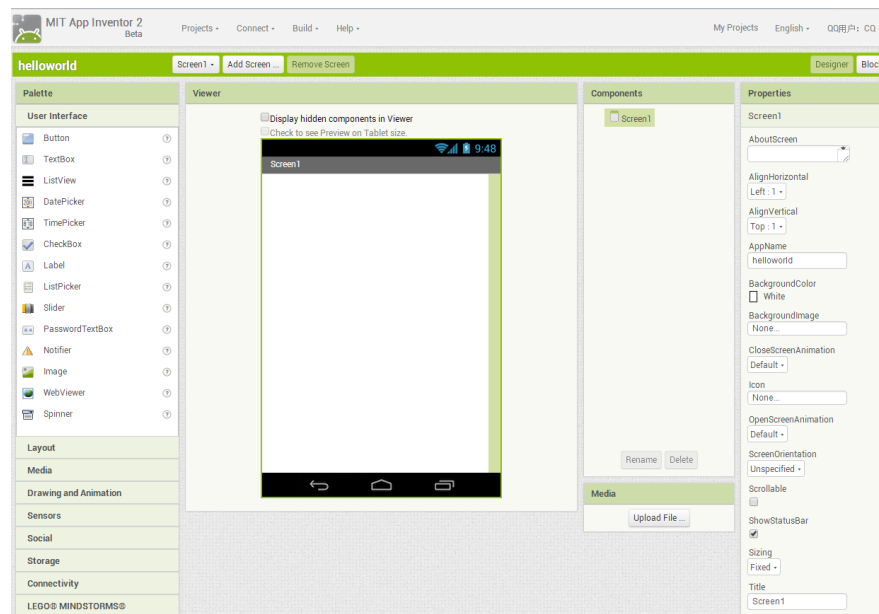 MIT App Inventor 2
Beta
Projects
Connect
Build
Help
My Projects
English
QQ用户: CQ
helloworld
Screen1
Add Screen ...
Remove Screen
Designer
Bloc
Palette
Viewer
Components
Properties
User Interface
Button
TextBox
ListView
DatePicker
TimePicker
CheckBox
Label
ListPicker
Slider
PasswordTextBox
Notifier
Image
WebViewer
Spinner
Layout
Media
Drawing and Animation
Sensors
Social
Storage
Connectivity
LEGO® MINDSTORMS®
Display hidden components in Viewer
Check to see Preview on Tablet size.
9:48
Screen1
Screen1
Rename
Delete
Media
Upload File ...
Screen1
AboutScreen
AlignHorizontal
Left : 1
AlignVertical
Top : 1
AppName
helloworld
BackgroundColor
White
BackgroundImage
None...
CloseScreenAnimation
Default
Icon
None...
OpenScreenAnimation
Default
ScreenOrientation
Unspecified
Scrollable
ShowStatusBar
Sizing
Fixed
Title
Screen1